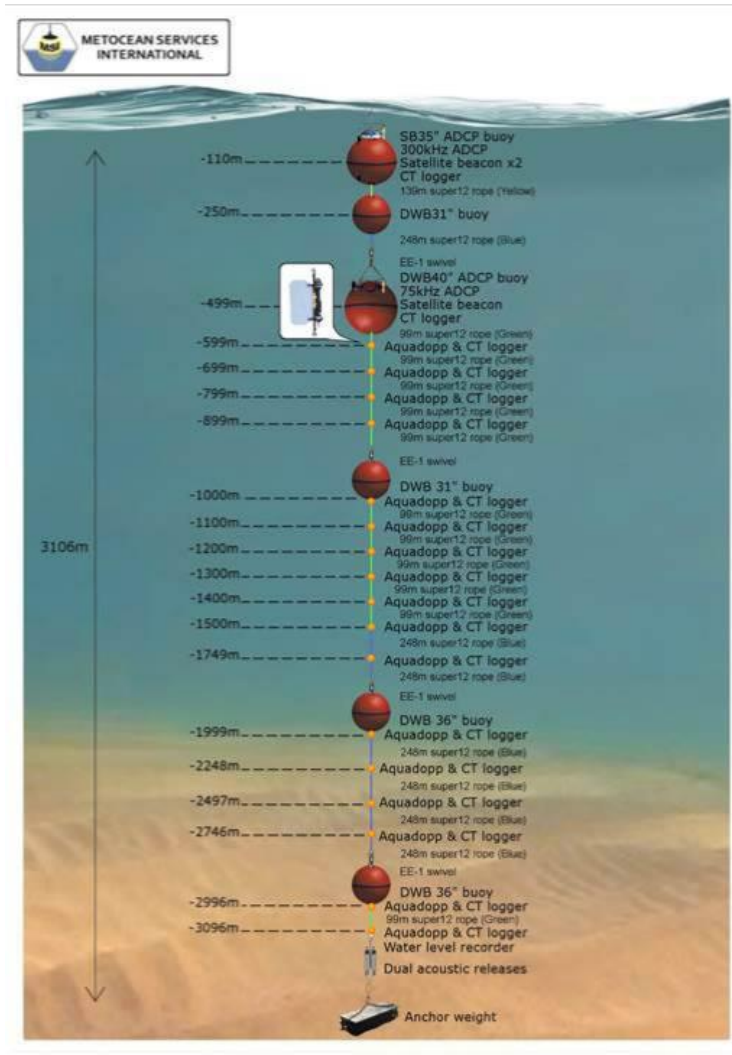 MSI
METOCEAN SERVICES
INTERNATIONAL
SB35" ADCP buoy
300kHz ADCP
-110m
Satellite beacon x2
CT logger
139m super12 rope (Yellow)
-250m
DWB31" buoy
248m super12 rope (Blue)
EE-1 swivel
DWB40" ADCP buoy
75kHz ADCP
-499m
Satellite beacon
CT logger
99m super12 rope (Green)
-599m
Aquadopp & CT logger
99m super12 rope (Green)
-699m
Aquadopp & CT logger
99m super12 rope (Green)
-799m
Aquadopp & CT logger
99m super12 rope (Green)
-899m
Aquadopp & CT logger
99m super12 rope (Green)
EE-1 swivel
DWB 31" buoy
-1000m
Aquadopp & CT logger
99m super12 rope (Green)
-1100m
Aquadopp & CT logger
99m super12 rope (Green)
3106m
-1200m
Aquadopp & CT logger
99m super12 rope (Green)
-1300m
Aquadopp & CT logger
99m super12 rope (Green)
-1400m
Aquadopp & CT logger
99m super12 rope (Green)
-1500m
Aquadopp & CT logger
248m super12 rope (Blue)
-1749m
Aquadopp & CT logger
248m super12 rope (Blue)
EE-1 swivel
DWB 36" buoy
-1999m
Aquadopp & CT logger
248m super12 rope (Blue)
-2248m
Aquadopp & CT logger
248m super12 rope (Blue)
-2497m
Aquadopp & CT logger
248m super12 rope (Blue)
-2746m
Aquadopp & CT logger
248m super12 rope (Blue)
EE-1 swivel
DWB 36" buoy
-2996m
Aquadopp & CT logger
99m super12 rope (Green)
-3096m
Aquadopp & CT logger
Water level recorder
Dual acoustic releases
Anchor weight